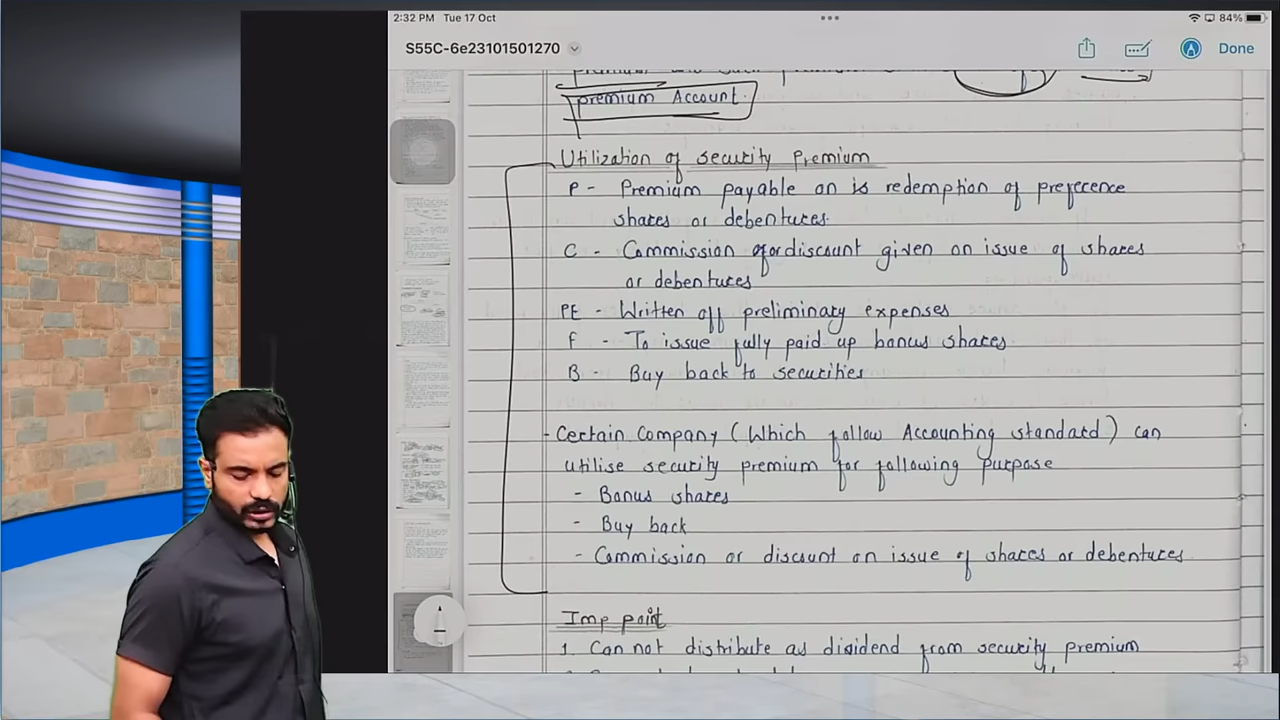 2:32 PM Tue 17 Oct
84%
S55C-6e23101501270
Done
premium Account.
Utilization of security Premium
P - Premium payable on is redemption of preference
shares or debentures.
C - Commission or discount given on issue of shares
or debentures
PE - Written off preliminary expenses
F - To issue fully paid up bonus shares
B - Buy back to securities
- Certain Company (Which follow Accounting standard) can
utilise security premium for following purpose
- Bonus shares
- Buy back
- Commission or discount on issue of shares or debentures
Imp point
1. Can not distribute as dividend from security premium